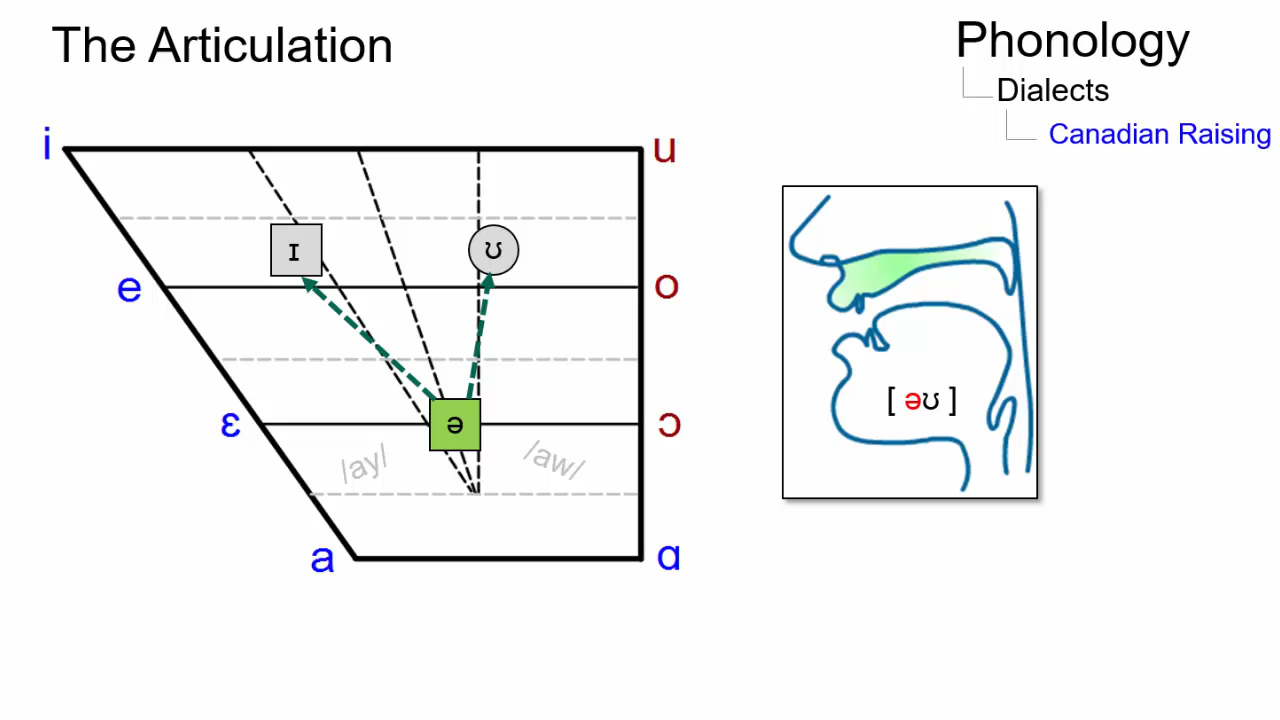 The Articulation
Phonology
Dialects
Canadian Raising
i
u
ɪ
ʊ
e
o
ɛ
ə
ɔ
/ay/
/aw/
a
ɑ
[ əʊ ]